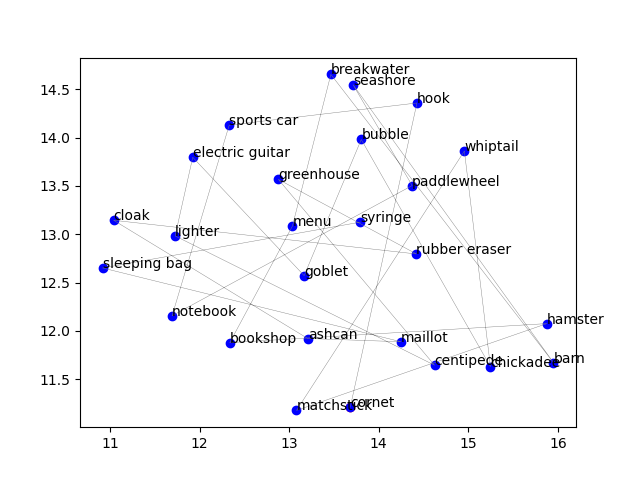 breakwater
seashore
14.5
hook
sports car
14.0
bubble
electric guitar
whiptail
greenhouse
paddlewheel
13.5
cloak
menu
syringe
lighter
13.0
rubber eraser
sleeping bag
goblet
12.5
notebook
hamster
12.0
bookshop
ashcan
maillot
centipede
chickadee
barn
11.5
matchstick
cornet
11 12 13 14 15 16